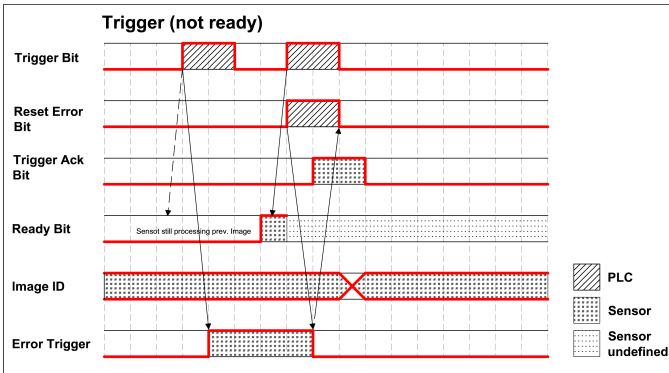 Trigger (not ready)
Trigger Bit
Reset Error
Bit
Trigger Ack
Bit
Ready Bit
Sensot still processing prev. Image
Image ID
Error Trigger
PLC
Sensor
Sensor
undefined